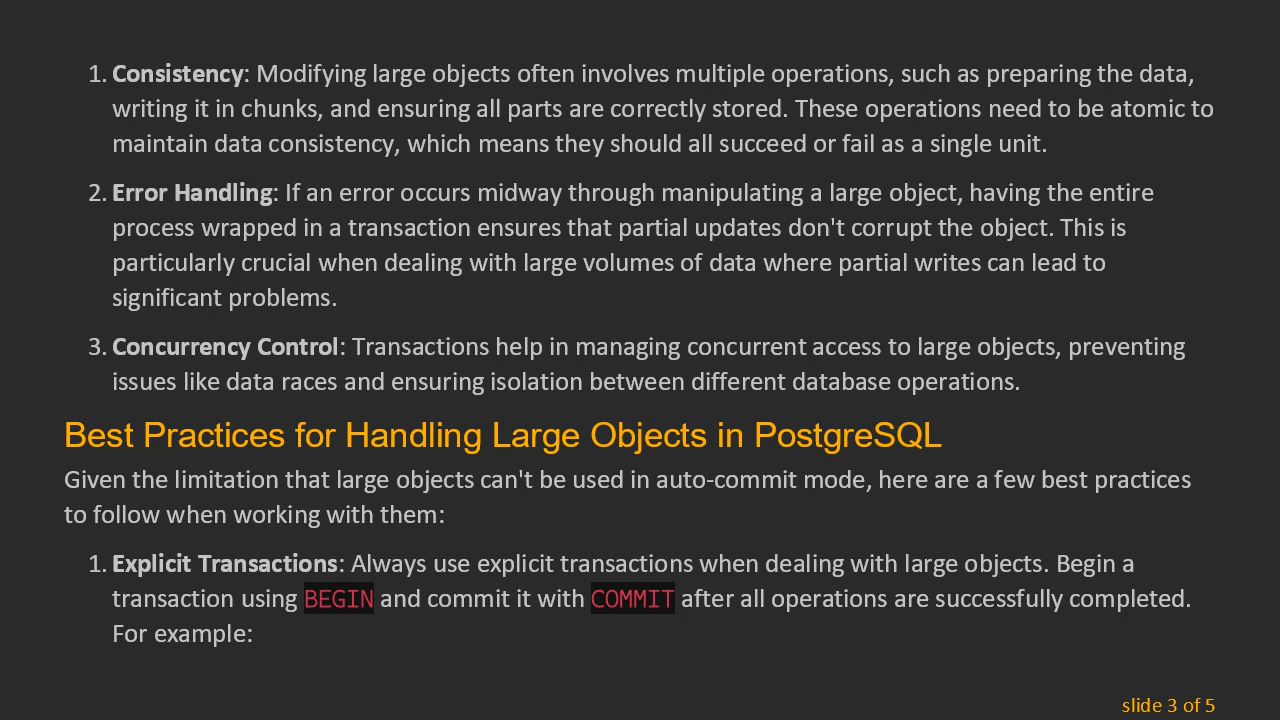 1. Consistency: Modifying large objects often involves multiple operations, such as preparing the data,
writing it in chunks, and ensuring all parts are correctly stored. These operations need to be atomic to
maintain data consistency, which means they should all succeed or fail as a single unit.
2. Error Handling: If an error occurs midway through manipulating a large object, having the entire
process wrapped in a transaction ensures that partial updates don't corrupt the object. This is
particularly crucial when dealing with large volumes of data where partial writes can lead to
significant problems.
3. Concurrency Control: Transactions help in managing concurrent access to large objects, preventing
issues like data races and ensuring isolation between different database operations.
Best Practices for Handling Large Objects in PostgreSQL
Given the limitation that large objects can't be used in auto-commit mode, here are a few best practices
to follow when working with them:
1. Explicit Transactions: Always use explicit transactions when dealing with large objects. Begin a
transaction using BEGIN and commit it with COMMIT after all operations are successfully completed.
For example:
slide 3 of 5